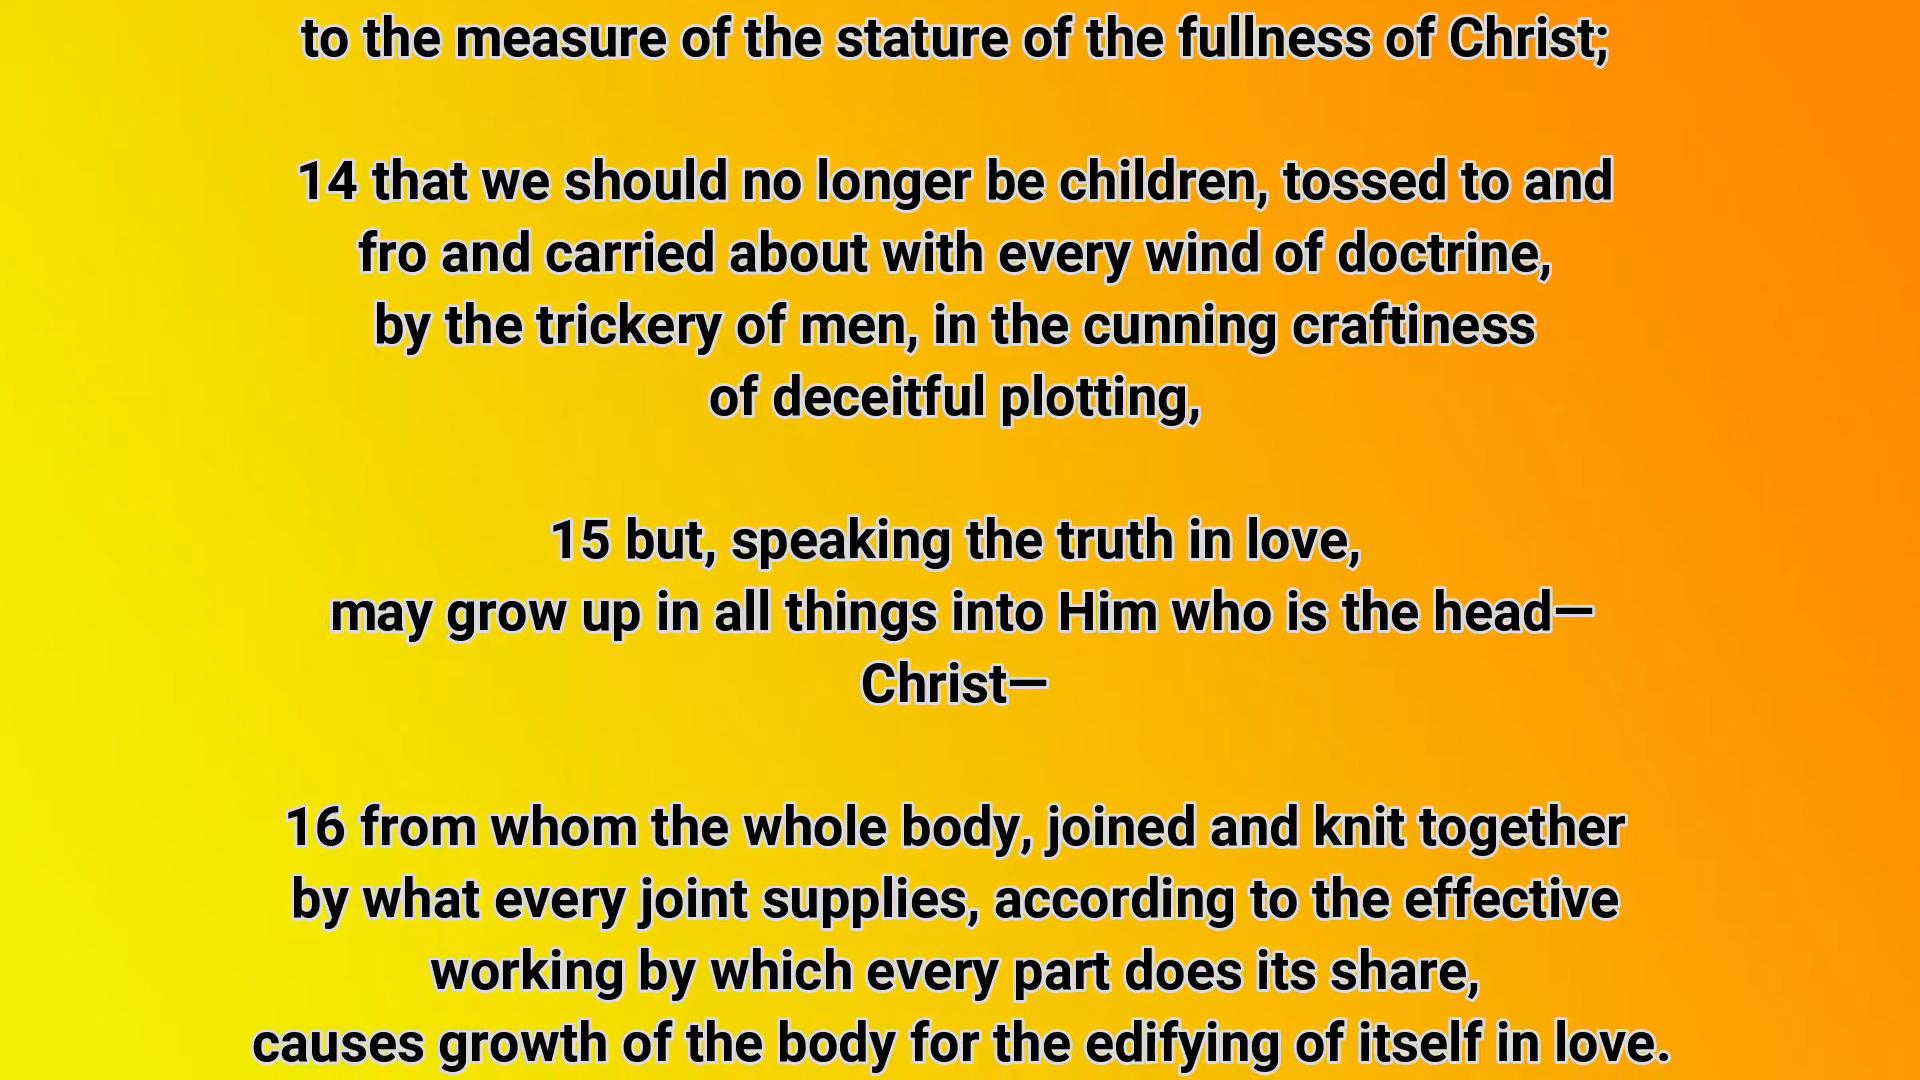 to the measure of the stature of the fullness of Christ;
14 that we should no longer be children, tossed to and
fro and carried about with every wind of doctrine,
by the trickery of men, in the cunning craftiness
of deceitful plotting,
15 but, speaking the truth in love,
may grow up in all things into Him who is the head—
Christ—
16 from whom the whole body, joined and knit together
by what every joint supplies, according to the effective
working by which every part does its share,
causes growth of the body for the edifying of itself in love.